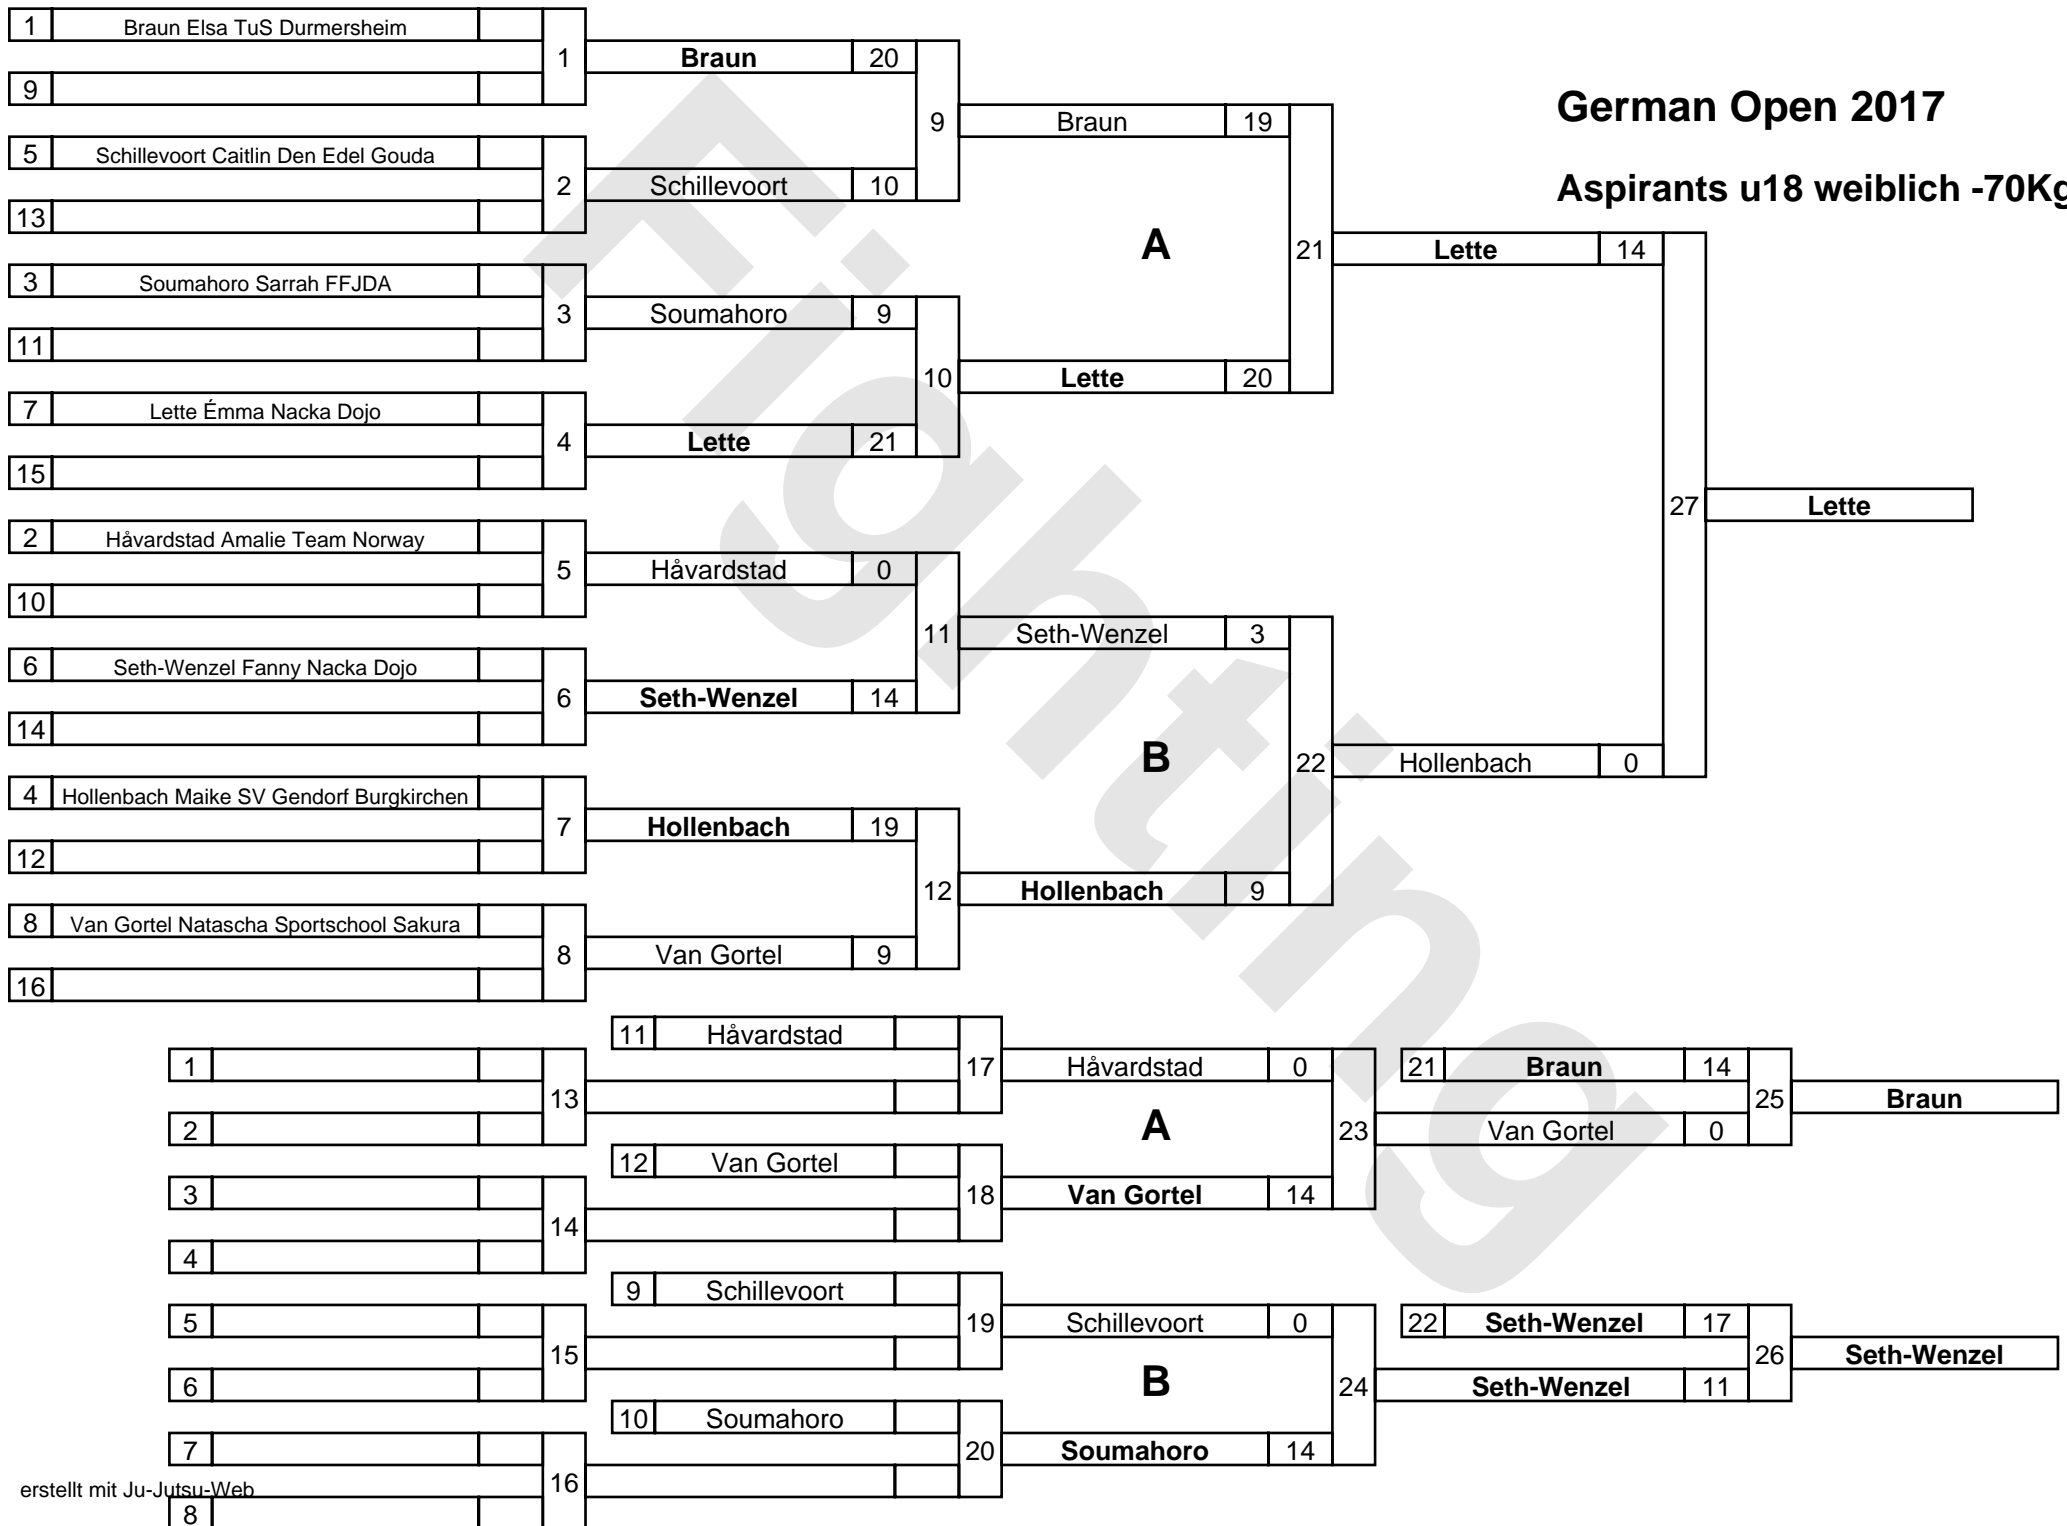 German Open 2017
Aspirants u18 weiblich -70Kg
Fighting
1 Braun Elsa TuS Durmersheim
1 Braun 20
9
9 Braun 19
5 Schillevoort Caitlin Den Edel Gouda
2 Schillevoort 10
13
A
21 Lette 14
3 Soumahoro Sarrah FFJDA
3 Soumahoro 9
11
10 Lette 20
7 Lette Émma Nacka Dojo
4 Lette 21
15
27 Lette
2 Håvardstad Amalie Team Norway
5 Håvardstad 0
10
11 Seth-Wenzel 3
6 Seth-Wenzel Fanny Nacka Dojo
6 Seth-Wenzel 14
14
B
22 Hollenbach 0
4 Hollenbach Maike SV Gendorf Burgkirchen
7 Hollenbach 19
12
12 Hollenbach 9
8 Van Gortel Natascha Sportschool Sakura
8 Van Gortel 9
16
11 Håvardstad
1
17 Håvardstad 0
21 Braun 14
13
25 Braun
2
A
23 Van Gortel 0
12 Van Gortel
3
18 Van Gortel 14
14
4
9 Schillevoort
5
19 Schillevoort 0
22 Seth-Wenzel 17
15
26 Seth-Wenzel
6
B
24 Seth-Wenzel 11
10 Soumahoro
7
20 Soumahoro 14
16
erstellt mit Ju-Jutsu-Web
8